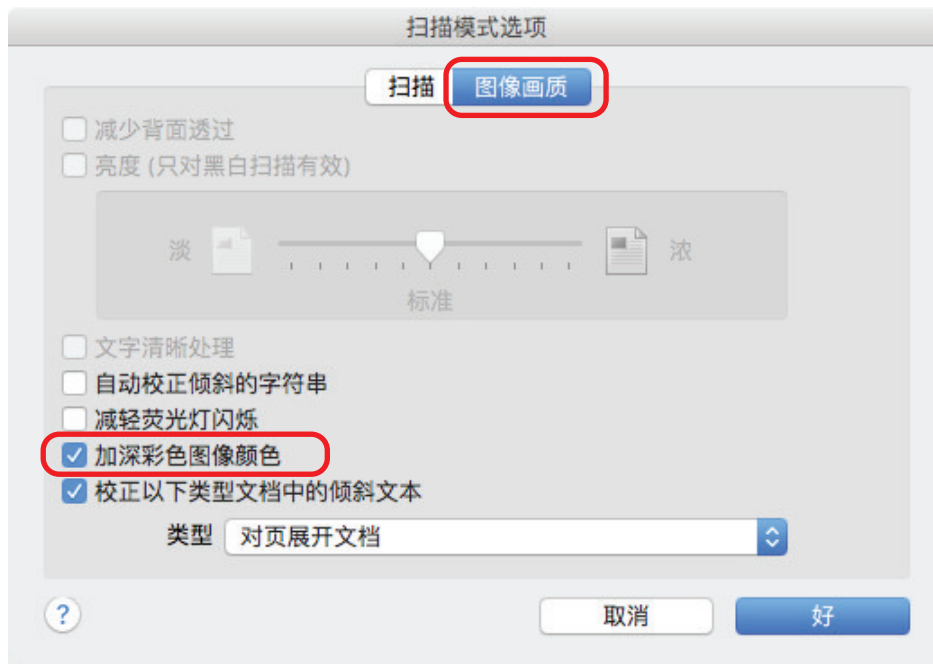 扫描模式选项
扫描 图像画质
减少背面透过
亮度 (只对黑白扫描有效)
淡 浓
标准
文字清晰处理
自动校正倾斜的字符串
减轻荧光灯闪烁
加深彩色图像颜色
校正以下类型文档中的倾斜文本
类型 对页展开文档
? 取消 好